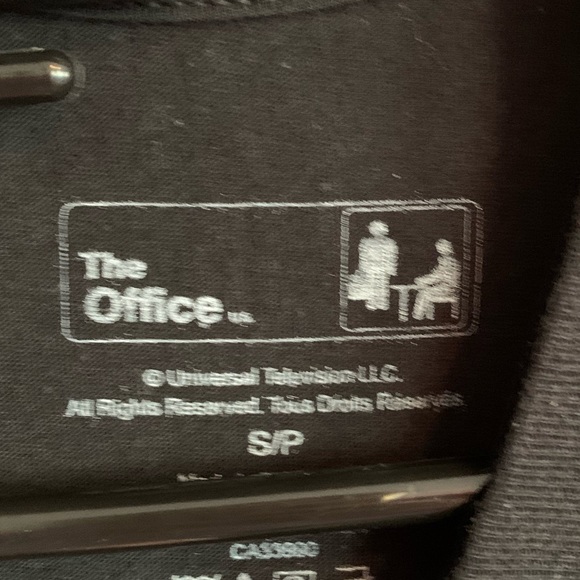 The
Office U.S.
© Universal Television LLC.
All Rights Reserved. Tous Droits Réservés.
S/P